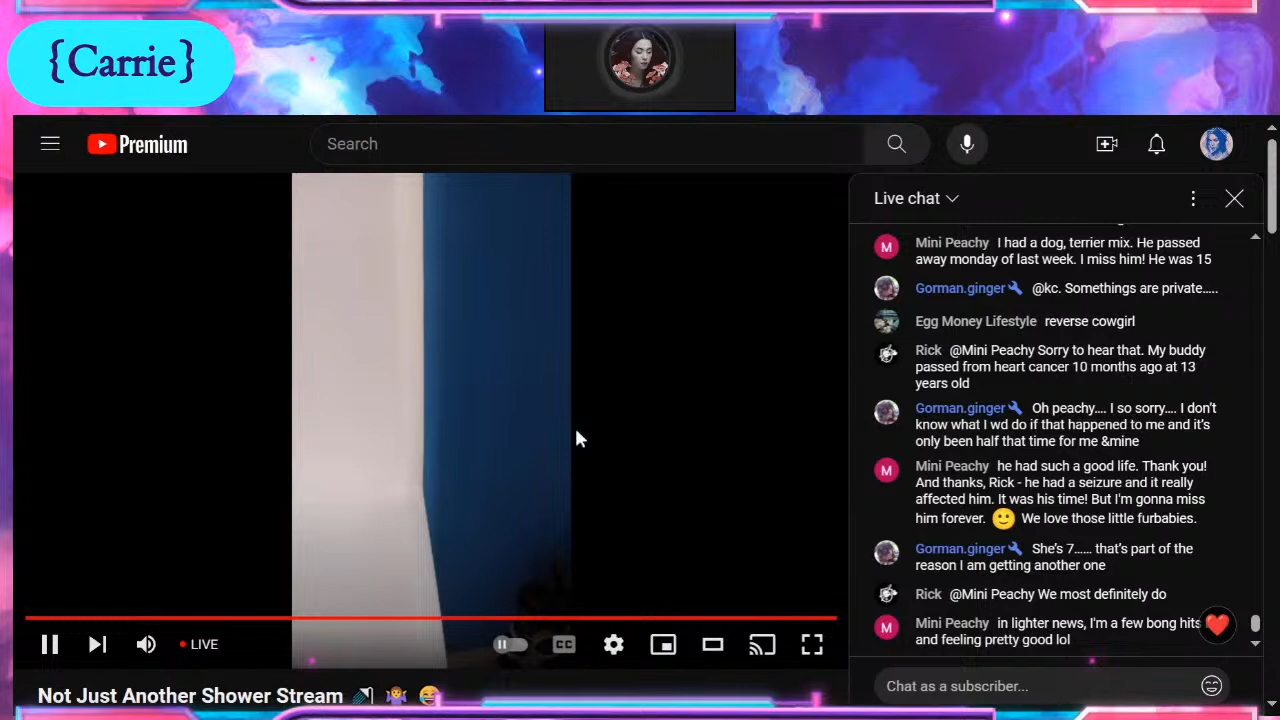 {Carrie}
Premium
Search
Live chat
Mini Peachy I had a dog, terrier mix. He passed
away monday of last week. I miss him! He was 15
Gorman.ginger @kc. Somethings are private…..
Egg Money Lifestyle reverse cowgirl
Rick @Mini Peachy Sorry to hear that. My buddy
passed from heart cancer 10 months ago at 13
years old
Gorman.ginger Oh peachy…. I so sorry…. I don't
know what I wd do if that happened to me and it's
only been half that time for me &mine
M
Mini Peachy he had such a good life. Thank you!
And thanks, Rick - he had a seizure and it really
affected him. It was his time! But I'm gonna miss
him forever. 🙂 We love those little furbabies.
Gorman.ginger She's 7…… that's part of the
reason I am getting another one
Rick @Mini Peachy We most definitely do
M
Mini Peachy in lighter news, I'm a few bong hits
and feeling pretty good lol
LIVE
CC
Chat as a subscriber...
Not Just Another Shower Stream 🚿 🤷‍♀️ 😂